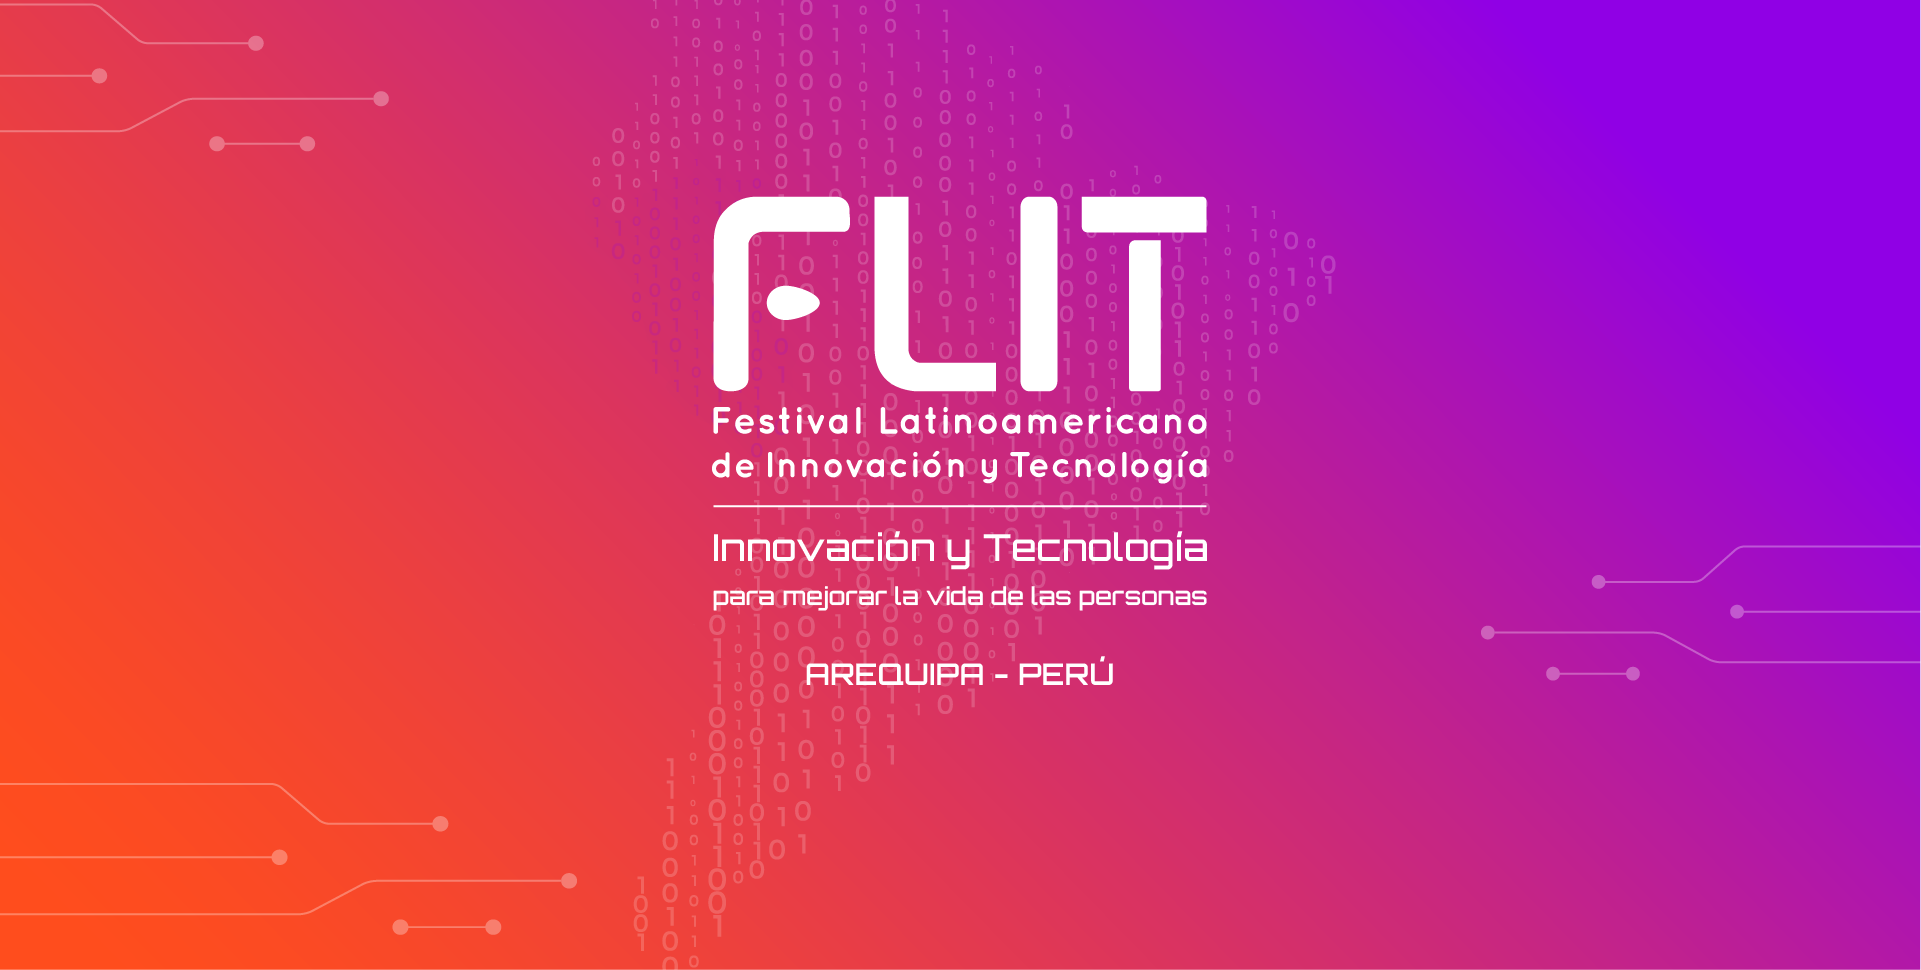 FLIT
Festival Latinoamericano
de Innovación y Tecnología
Innovación y Tecnología
para mejorar la vida de las personas
AREQUIPA - PERÚ